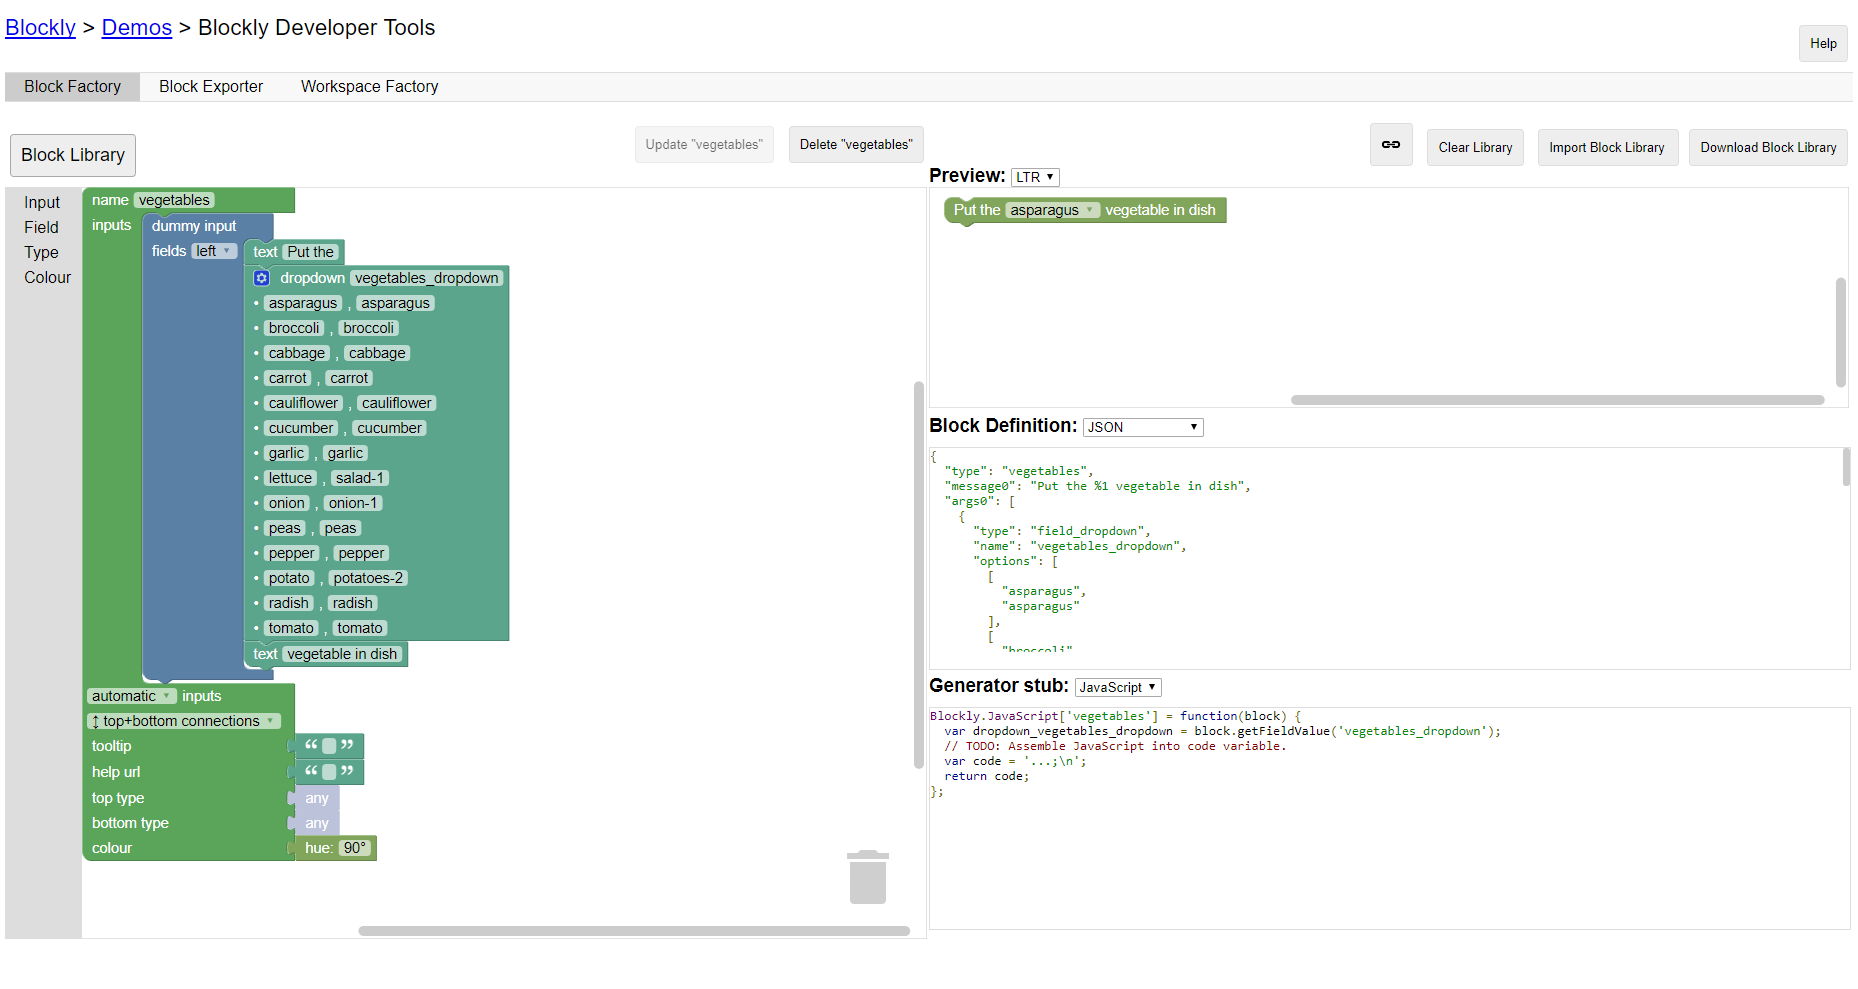 Blockly > Demos > Blockly Developer Tools
Help
Block Factory
Block Exporter
Workspace Factory
Block Library
Update "vegetables"
Delete "vegetables"
Clear Library
Import Block Library
Download Block Library
Input
Field
Type
Colour
name vegetables
inputs
dummy input
fields left
text Put the
dropdown vegetables_dropdown
• asparagus , asparagus
• broccoli , broccoli
• cabbage , cabbage
• carrot , carrot
• cauliflower , cauliflower
• cucumber , cucumber
• garlic , garlic
• lettuce , salad-1
• onion , onion-1
• peas , peas
• pepper , pepper
• potato , potatoes-2
• radish , radish
• tomato , tomato
text vegetable in dish
automatic inputs
↕ top+bottom connections
tooltip “ ”
help url “ ”
top type any
bottom type any
colour hue: 90°
Preview: LTR
Put the asparagus vegetable in dish
Block Definition: JSON
{
"type": "vegetables",
"message0": "Put the %1 vegetable in dish",
"args0": [
{
"type": "field_dropdown",
"name": "vegetables_dropdown",
"options": [
[
"asparagus",
"asparagus"
],
[
"broccoli"
Generator stub: JavaScript
Blockly.JavaScript['vegetables'] = function(block) {
var dropdown_vegetables_dropdown = block.getFieldValue('vegetables_dropdown');
// TODO: Assemble JavaScript into code variable.
var code = '...;\n';
return code;
};